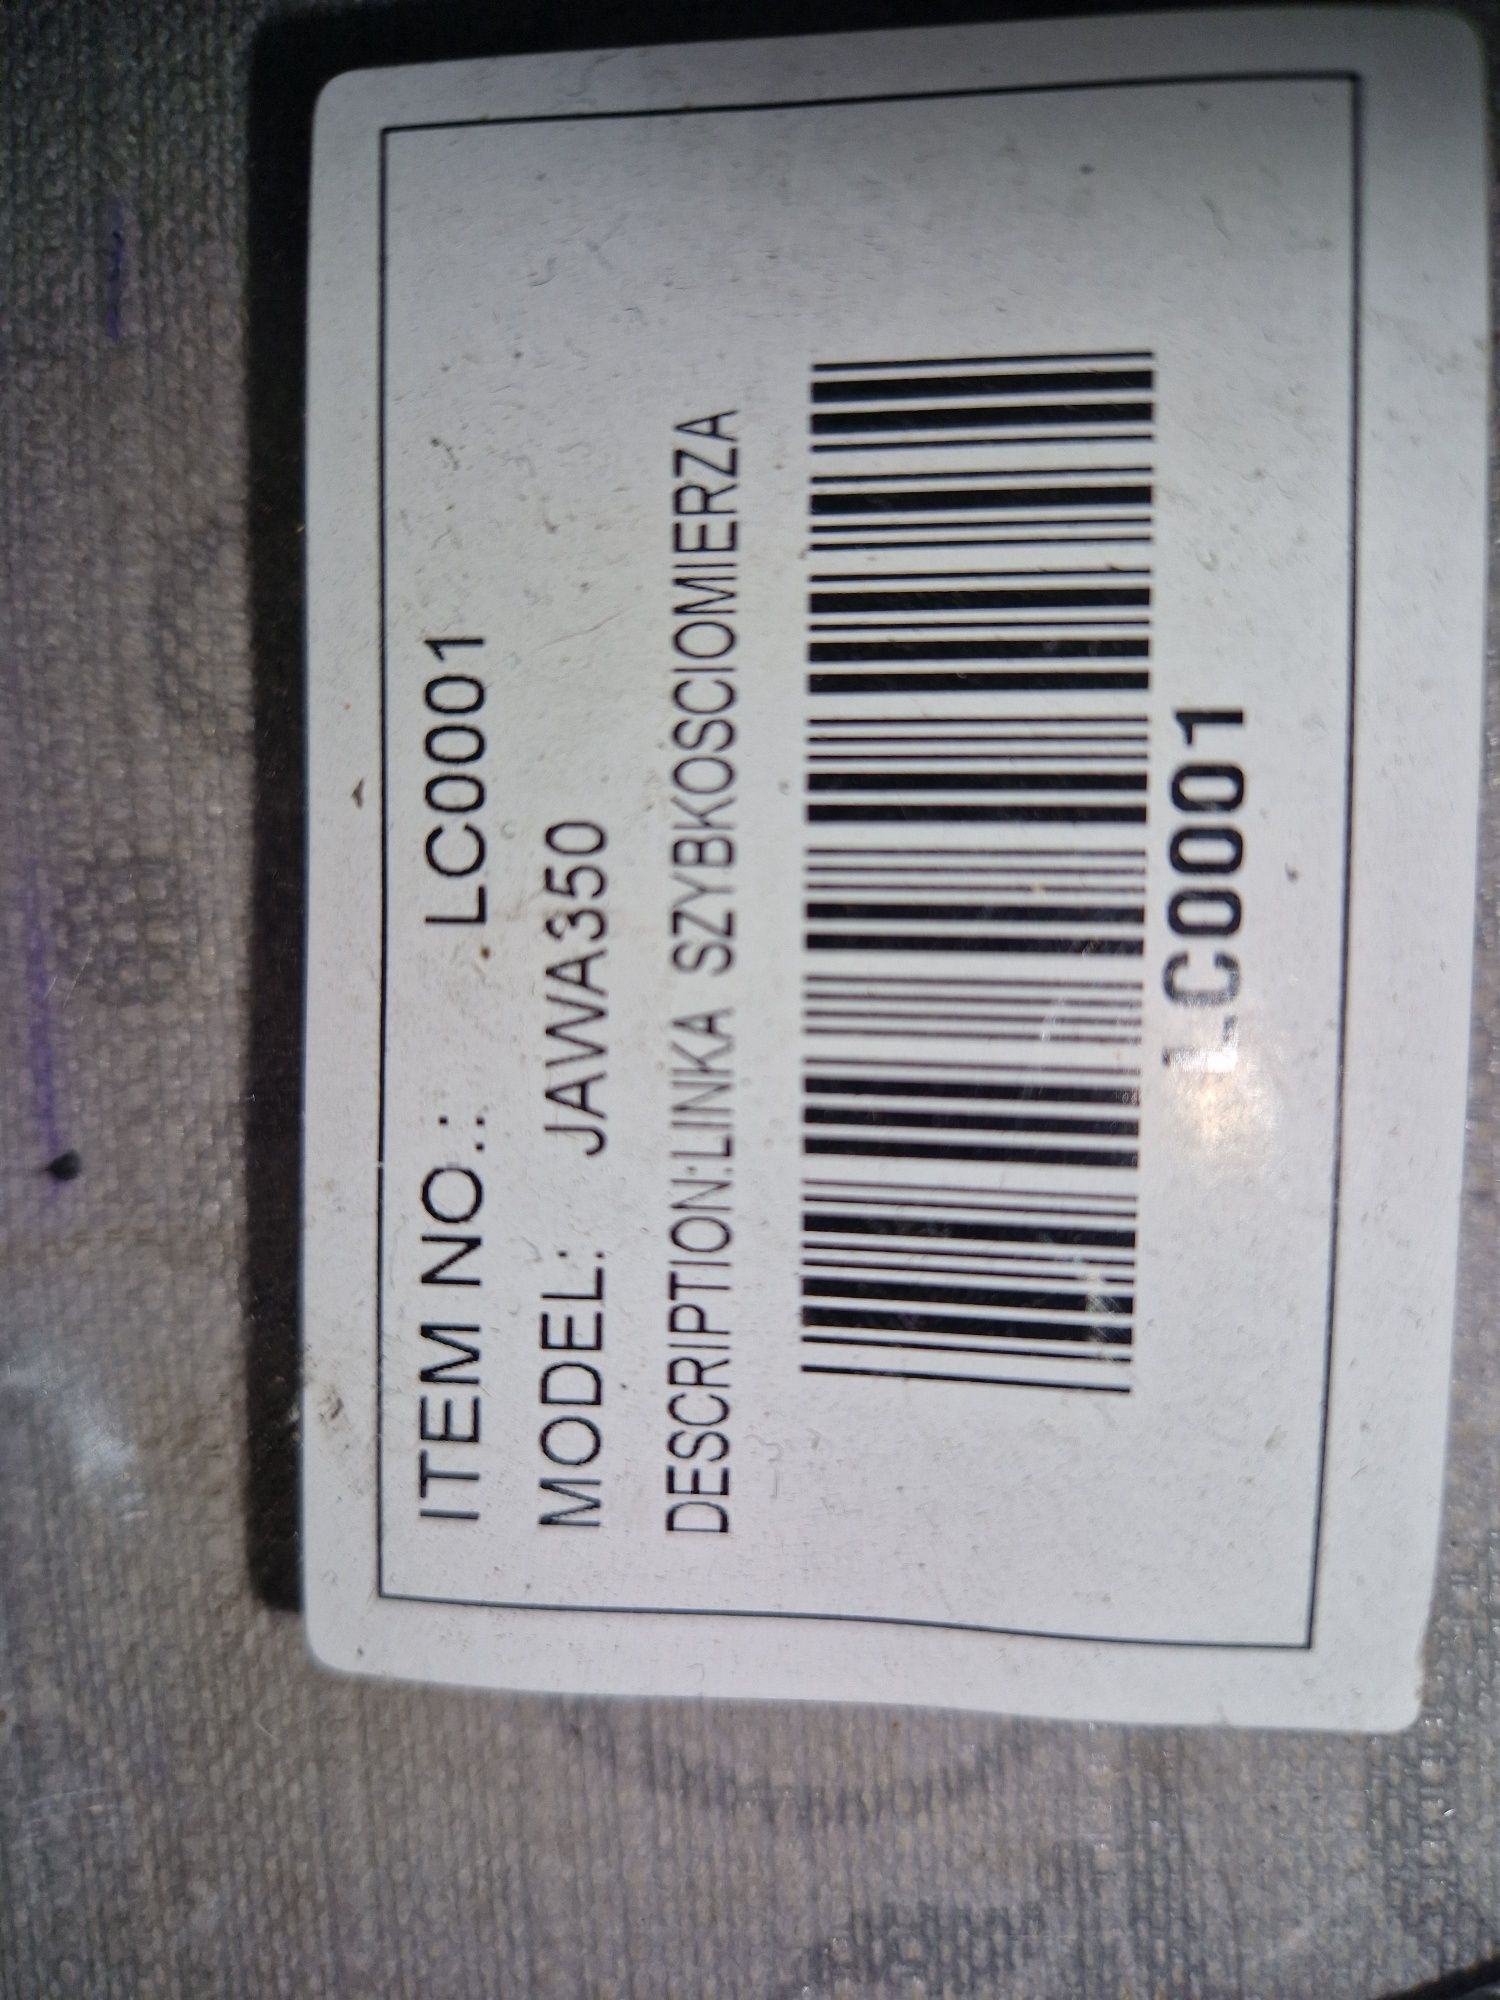 ITEM NO.: LC0001
MODEL: JAWA350
DESCRIPTION:LINKA SZYBKOSCIOMIERZA
LC0001